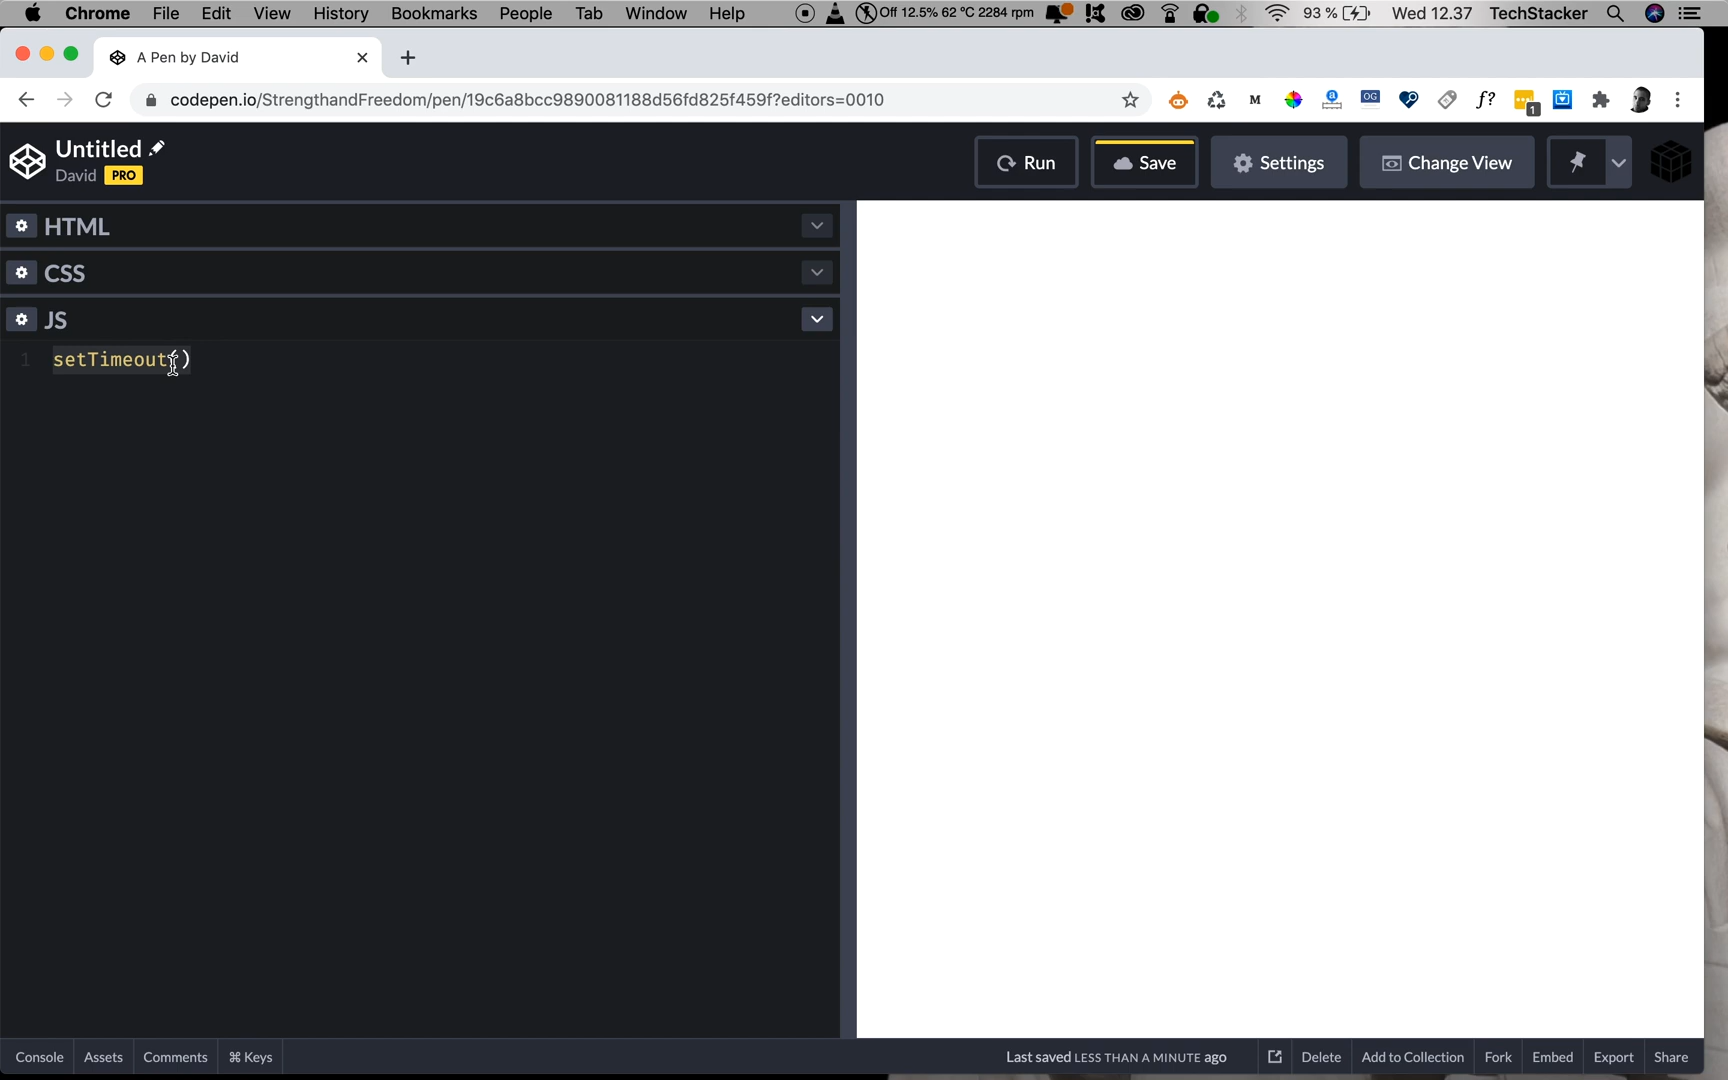 Chrome File Edit View History Bookmarks People Tab Window Help Off 12.5% 62 °C 2284 rpm 93 % Wed 12.37 TechStacker
A Pen by David
codepen.io/StrengthandFreedom/pen/19c6a8bcc9890081188d56fd825f459f?editors=0010 M a OG f? 1
Untitled
David PRO
Run Save Settings Change View
HTML
CSS
JS
1 setTimeout()
Console Assets Comments ⌘ Keys Last saved LESS THAN A MINUTE ago Delete Add to Collection Fork Embed Export Share